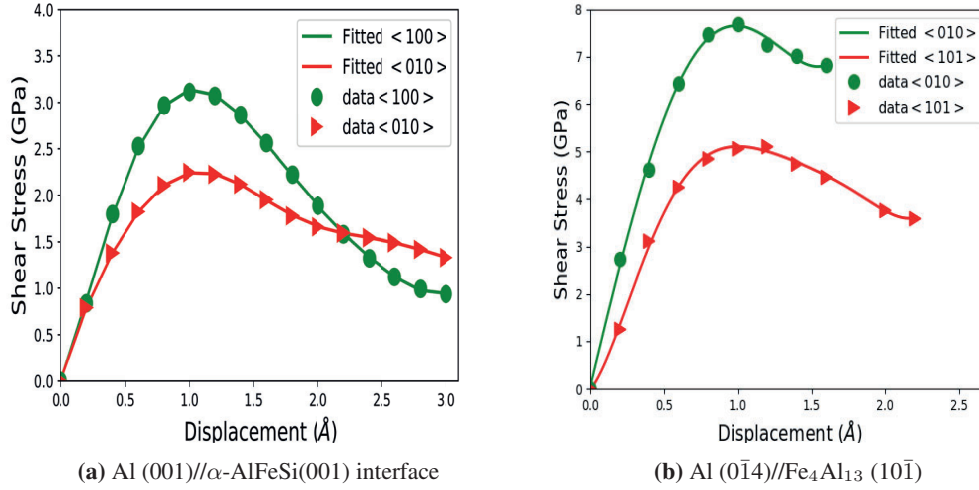 4.0
3.5
3.0
2.5
2.0
1.5
1.0
0.5
0.0
Shear Stress (GPa)
0.0 0.5 1.0 1.5 2.0 2.5 3.0
Displacement (Å)
Fitted <100>
Fitted <010>
data<100>
data<010>
(a) Al (001)//α-AlFeSi(001) interface
8
7
6
5
4
3
2
1
0
Shear Stress (GPa)
0.0 0.5 1.0 1.5 2.0 2.5
Displacement (Å)
Fitted <010>
Fitted <101>
data<010>
data<101>
(b) Al (01̄4)//Fe₄Al₁₃ (101̄)